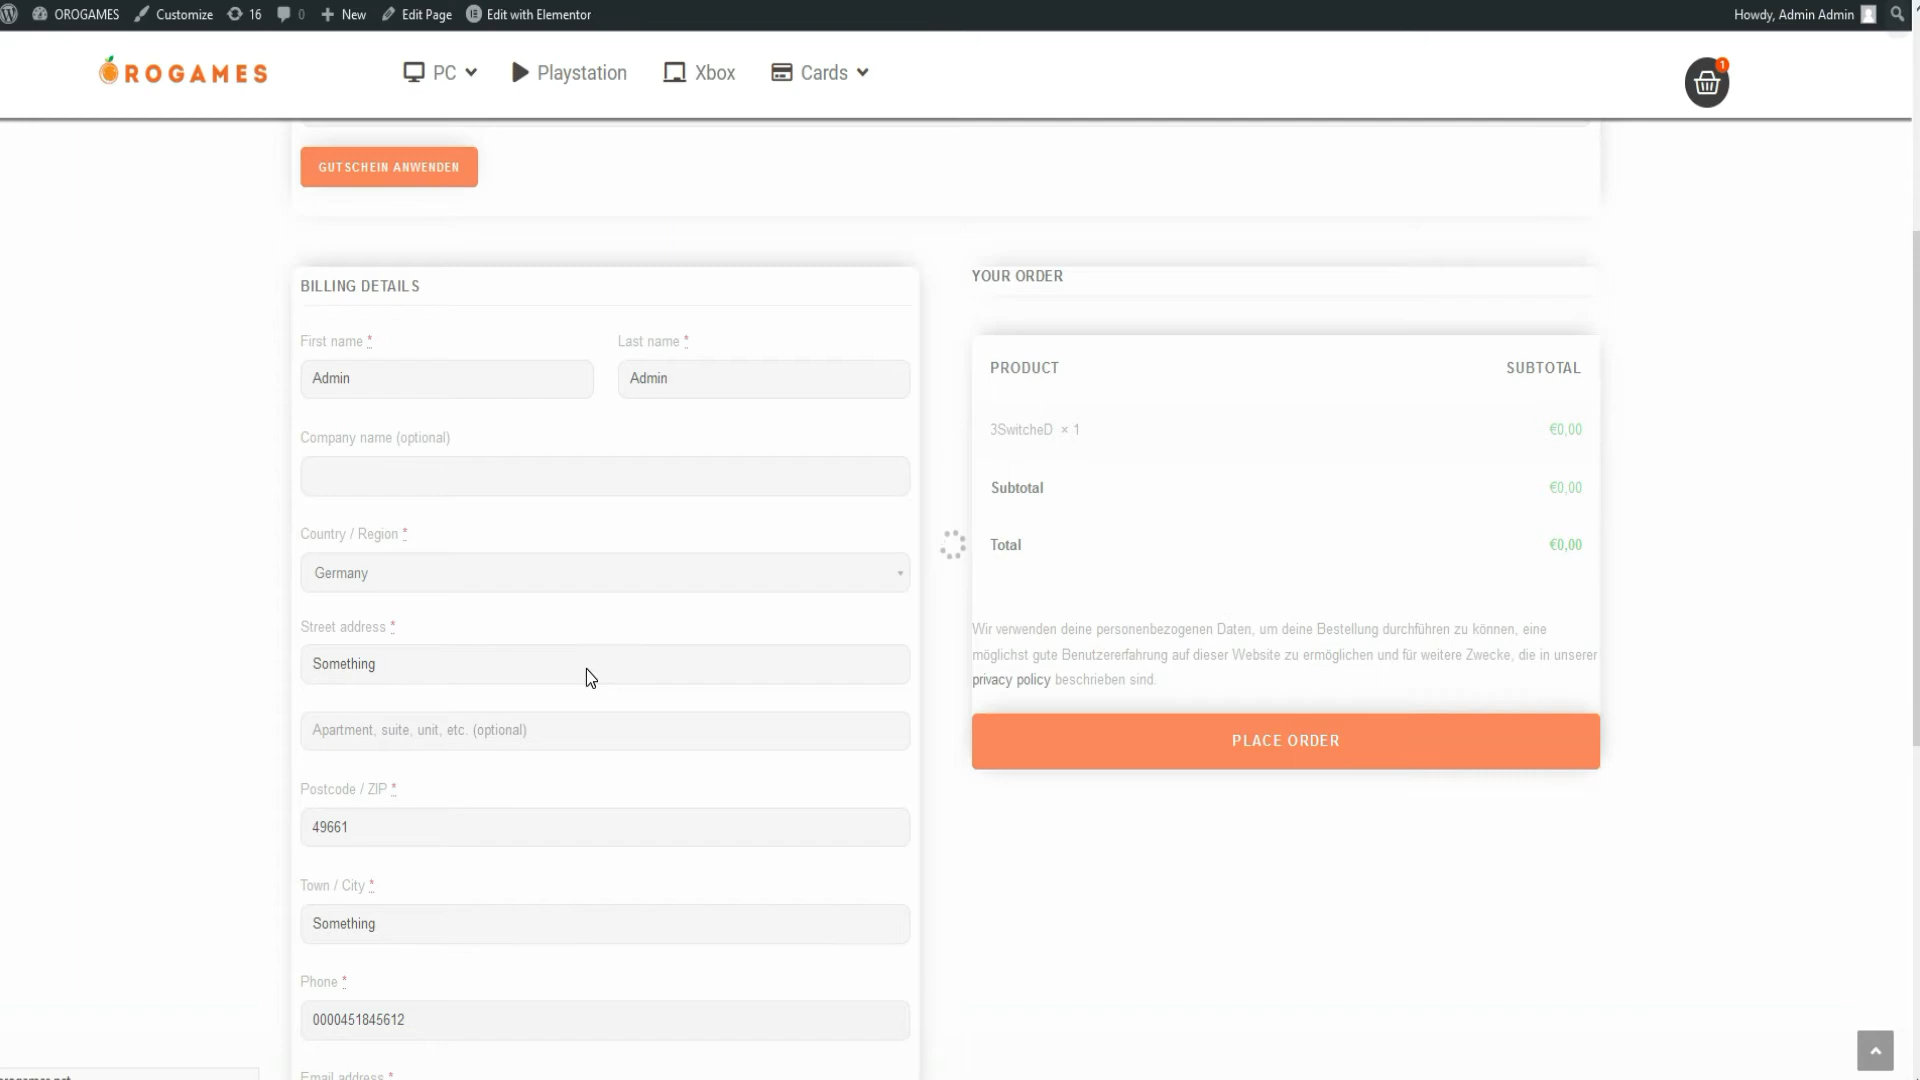 OROGAMES Customize 16 0 New Edit Page Edit with Elementor Howdy, Admin Admin
ROGAMES PC Playstation Xbox Cards 1
GUTSCHEIN ANWENDEN
BILLING DETAILS
First name * Last name *
Admin Admin
Company name (optional)
Country / Region *
Germany
Street address *
Something
Apartment, suite, unit, etc. (optional)
Postcode / ZIP *
49661
Town / City *
Something
Phone *
0000451845612
Email address *
YOUR ORDER
PRODUCT SUBTOTAL
3SwitcheD × 1 €0,00
Subtotal €0,00
Total €0,00
Wir verwenden deine personenbezogenen Daten, um deine Bestellung durchführen zu können, eine
möglichst gute Benutzererfahrung auf dieser Website zu ermöglichen und für weitere Zwecke, die in unserer
privacy policy beschrieben sind.
PLACE ORDER